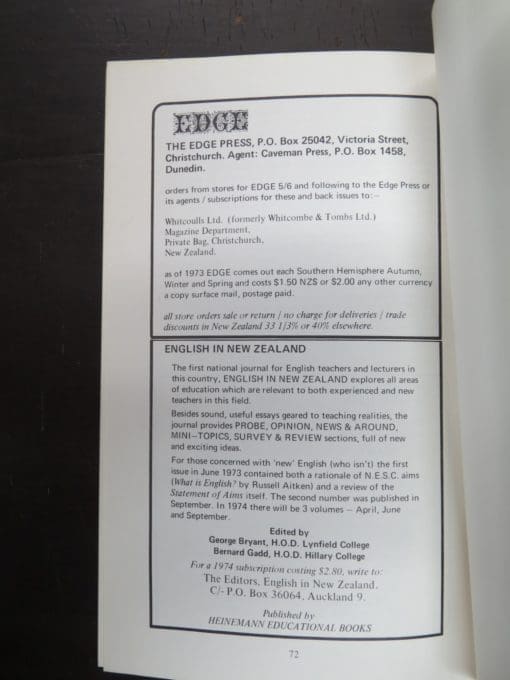 EDGE
THE EDGE PRESS, P.O. Box 25042, Victoria Street,
Christchurch. Agent: Caveman Press, P.O. Box 1458,
Dunedin.
orders from stores for EDGE 5/6 and following to the Edge Press or
its agents / subscriptions for these and back issues to:–
Whitcoulls Ltd. (formerly Whitcombe & Tombs Ltd.)
Magazine Department,
Private Bag, Christchurch,
New Zealand.
as of 1973 EDGE comes out each Southern Hemisphere Autumn,
Winter and Spring and costs $1.50 NZ$ or $2.00 any other currency
a copy surface mail, postage paid.
all store orders sale or return / no charge for deliveries / trade
discounts in New Zealand 33 1/3% or 40% elsewhere.
ENGLISH IN NEW ZEALAND
The first national journal for English teachers and lecturers in
this country, ENGLISH IN NEW ZEALAND explores all areas
of education which are relevant to both experienced and new
teachers in this field.
Besides sound, useful essays geared to teaching realities, the
journal provides PROBE, OPINION, NEWS & AROUND,
MINI–TOPICS, SURVEY & REVIEW sections, full of new
and exciting ideas.
For those concerned with 'new' English (who isn't) the first
issue in June 1973 contained both a rationale of N.E.S.C. aims
(What is English? by Russell Aitken) and a review of the
Statement of Aims itself. The second number was published in
September. In 1974 there will be 3 volumes – April, June
and September.
Edited by
George Bryant, H.O.D. Lynfield College
Bernard Gadd, H.O.D. Hillary College
For a 1974 subscription costing $2.80, write to:
The Editors, English in New Zealand,
C/- P.O. Box 36064, Auckland 9.
Published by
HEINEMANN EDUCATIONAL BOOKS
72